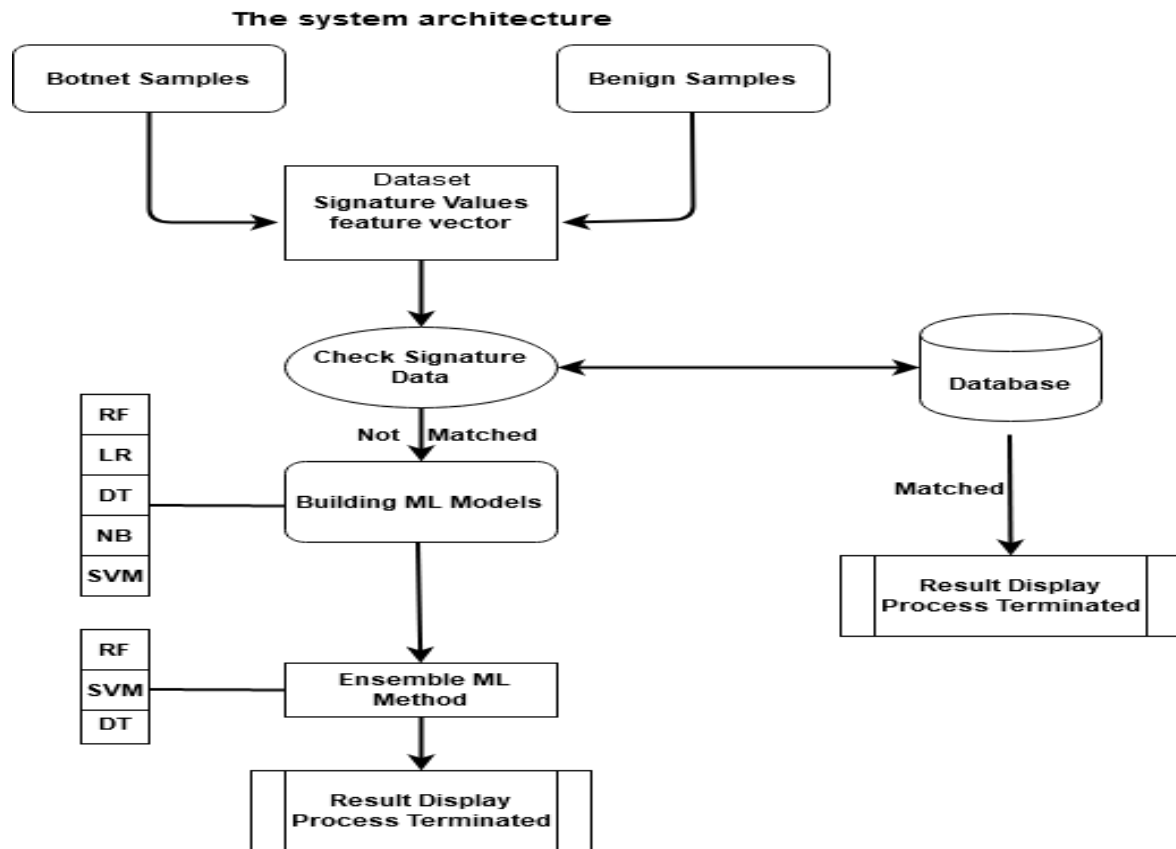 The system architecture
Botnet Samples
Benign Samples
Dataset
Signature Values
feature vector
Check Signature
Data
Database
Not Matched
Matched
RF
LR
DT
NB
SVM
Building ML Models
Result Display
Process Terminated
RF
SVM
DT
Ensemble ML
Method
Result Display
Process Terminated